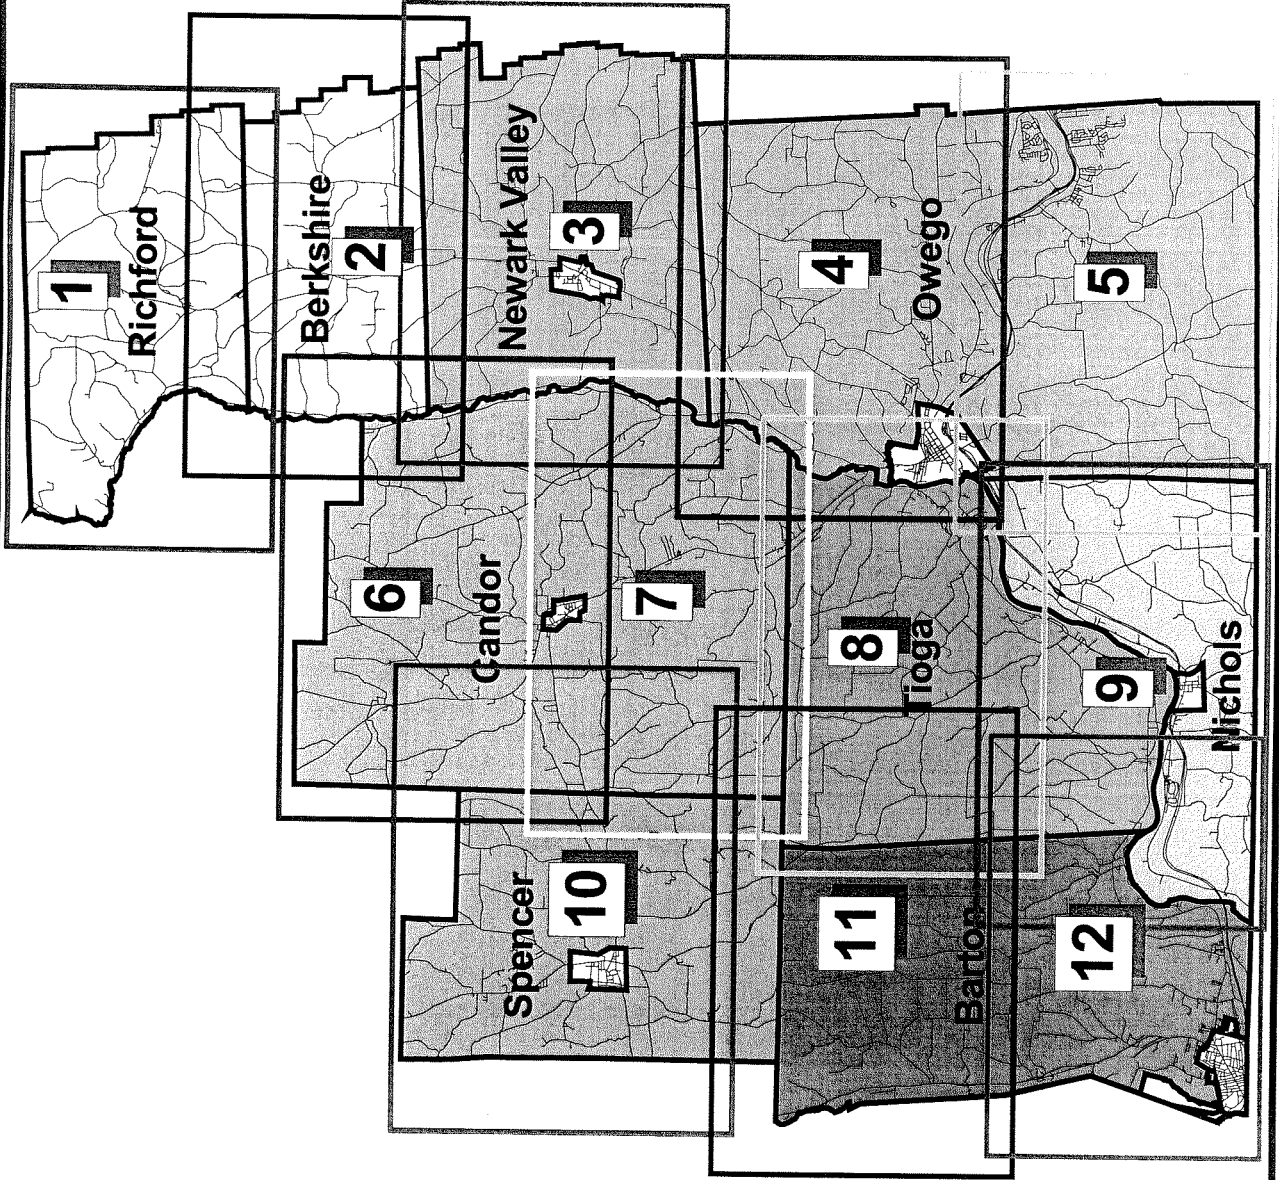 1
Richford
Berkshire
2
Newark Valley
3
4
Owego
5
6
Candor
7
8
Tioga
9
Nichols
Spencer
10
11
Barton
12